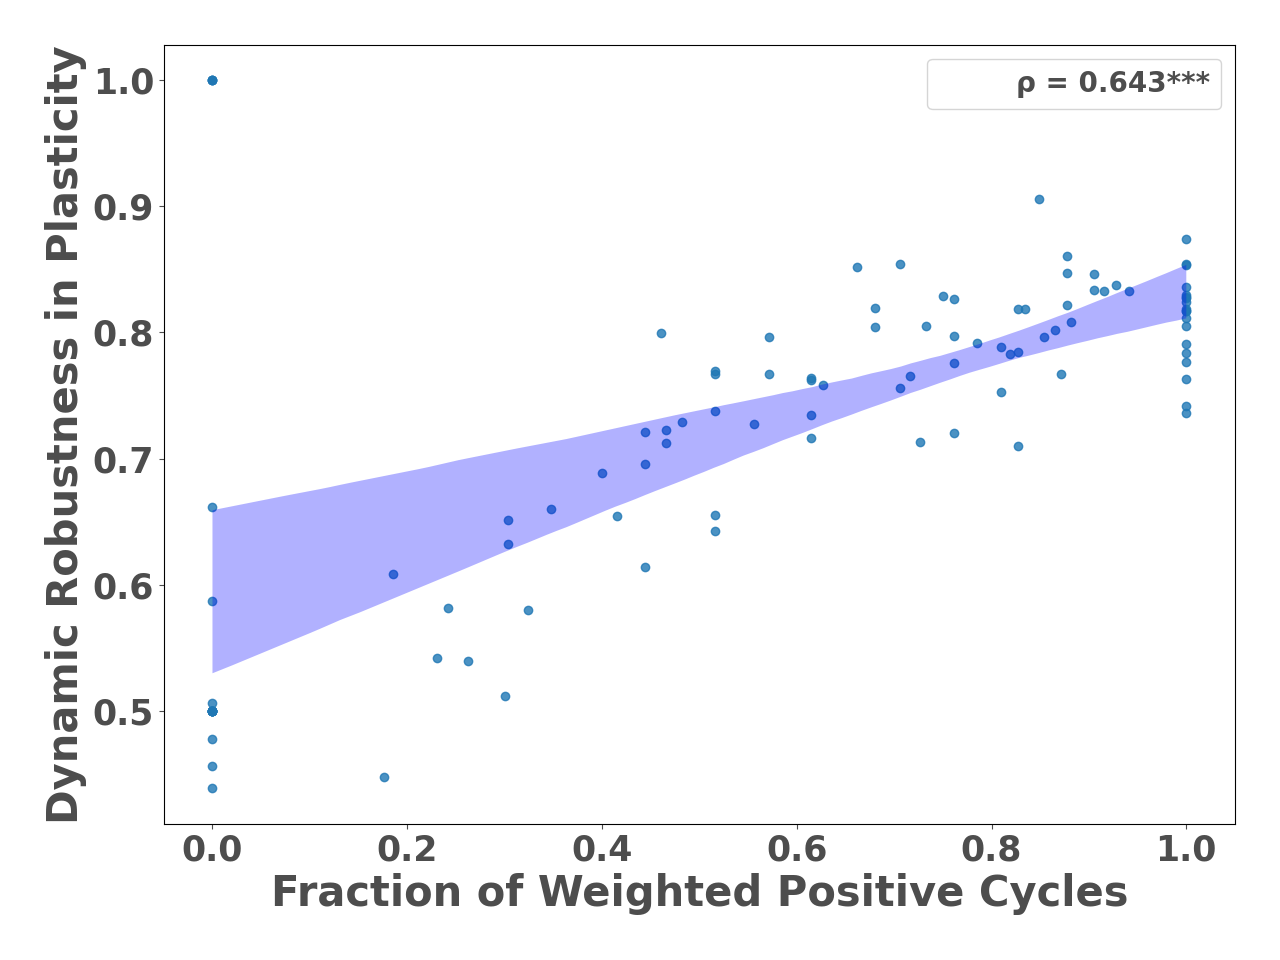 ρ = 0.643***
Dynamic Robustness in Plasticity
1.0
0.9
0.8
0.7
0.6
0.5
0.0 0.2 0.4 0.6 0.8 1.0
Fraction of Weighted Positive Cycles